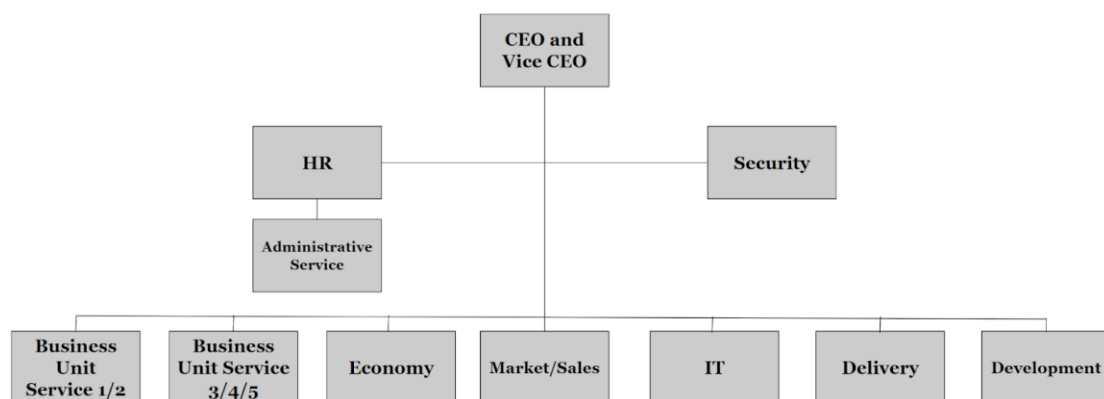 CEO and
Vice CEO
HR
Security
Administrative
Service
Business
Unit
Service 1/2
Business
Unit Service
3/4/5
Economy
Market/Sales
IT
Delivery
Development